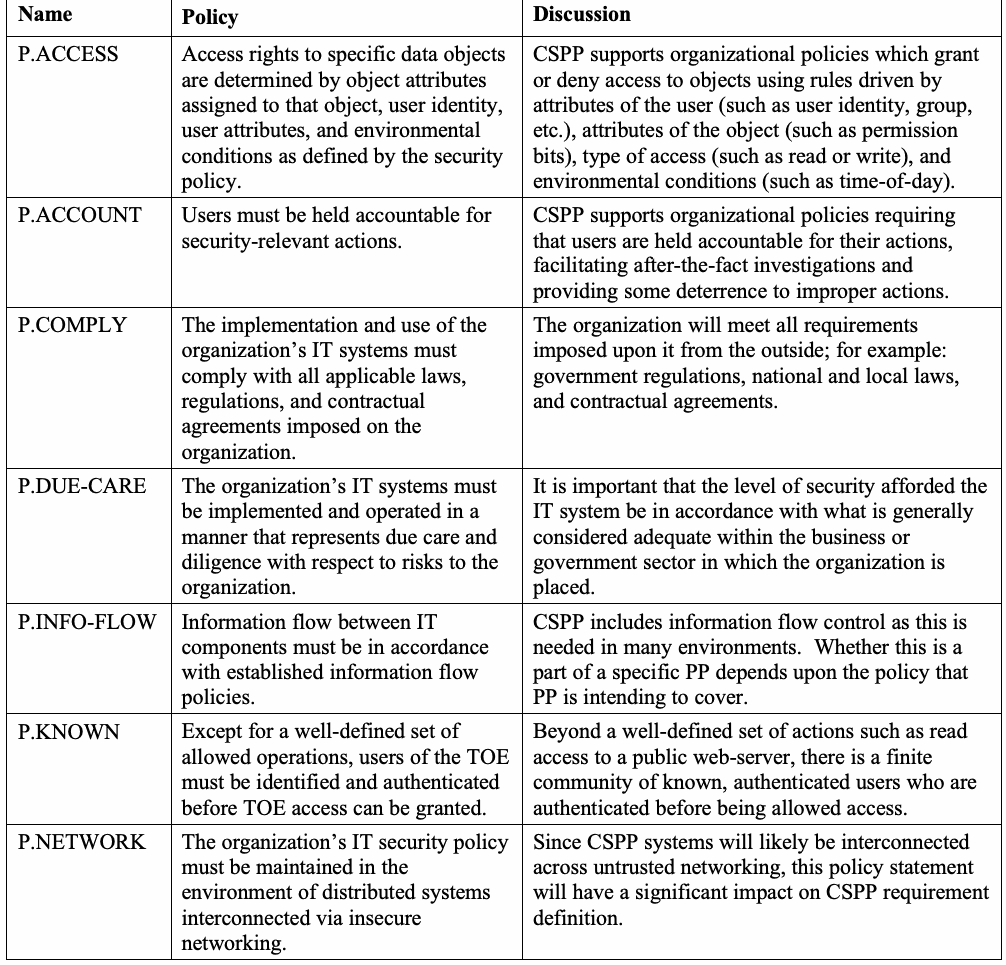 Name Policy Discussion
P.ACCESS
Access rights to specific data objects
are determined by object attributes
assigned to that object, user identity,
user attributes, and environmental
conditions as defined by the security
policy.
CSPP supports organizational policies which grant
or deny access to objects using rules driven by
attributes of the user (such as user identity, group,
etc.), attributes of the object (such as permission
bits), type of access (such as read or write), and
environmental conditions (such as time-of-day).
P.ACCOUNT
Users must be held accountable for
security-relevant actions.
CSPP supports organizational policies requiring
that users are held accountable for their actions,
facilitating after-the-fact investigations and
providing some deterrence to improper actions.
P.COMPLY
The implementation and use of the
organization’s IT systems must
comply with all applicable laws,
regulations, and contractual
agreements imposed on the
organization.
The organization will meet all requirements
imposed upon it from the outside; for example:
government regulations, national and local laws,
and contractual agreements.
P.DUE-CARE
The organization’s IT systems must
be implemented and operated in a
manner that represents due care and
diligence with respect to risks to the
organization.
It is important that the level of security afforded the
IT system be in accordance with what is generally
considered adequate within the business or
government sector in which the organization is
placed.
P.INFO-FLOW
Information flow between IT
components must be in accordance
with established information flow
policies.
CSPP includes information flow control as this is
needed in many environments.  Whether this is a
part of a specific PP depends upon the policy that
PP is intending to cover.
P.KNOWN
Except for a well-defined set of
allowed operations, users of the TOE
must be identified and authenticated
before TOE access can be granted.
Beyond a well-defined set of actions such as read
access to a public web-server, there is a finite
community of known, authenticated users who are
authenticated before being allowed access.
P.NETWORK
The organization’s IT security policy
must be maintained in the
environment of distributed systems
interconnected via insecure
networking.
Since CSPP systems will likely be interconnected
across untrusted networking, this policy statement
will have a significant impact on CSPP requirement
definition.